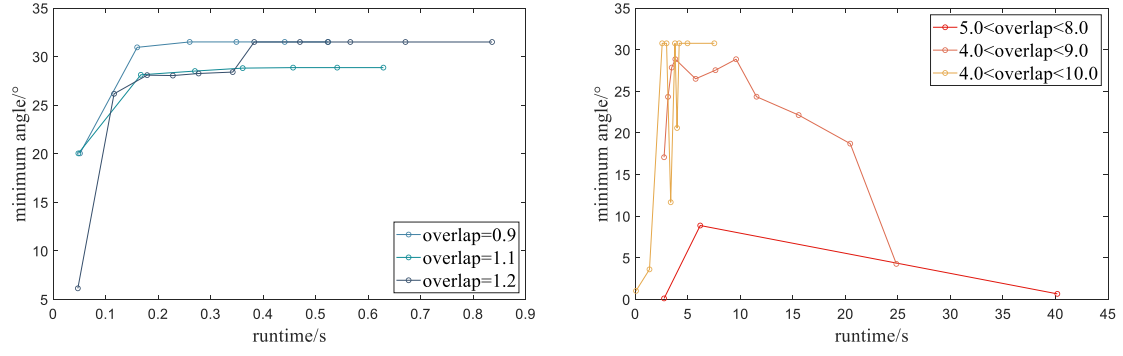 35
30
25
20
15
10
5
minimum angle/°
overlap=0.9
overlap=1.1
overlap=1.2
0 0.1 0.2 0.3 0.4 0.5 0.6 0.7 0.8 0.9
runtime/s
35
30
25
20
15
10
5
0
minimum angle/°
5.0<overlap<8.0
4.0<overlap<9.0
4.0<overlap<10.0
0 5 10 15 20 25 30 35 40 45
runtime/s